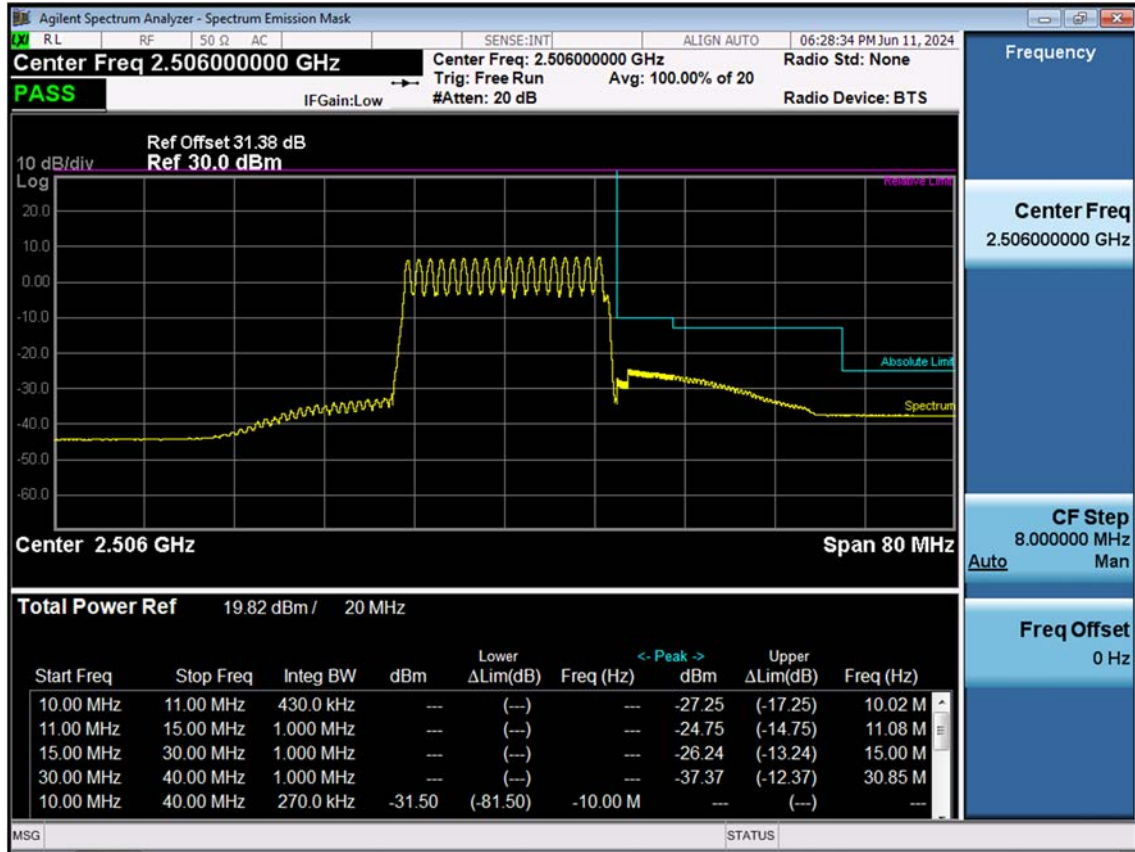 Agilent Spectrum Analyzer - Spectrum Emission Mask
LXI RL RF 50 Ω AC SENSE:INT ALIGN AUTO 06:28:34 PM Jun 11, 2024
Center Freq 2.506000000 GHz Center Freq: 2.506000000 GHz Radio Std: None
Trig: Free Run Avg: 100.00% of 20
PASS IFGain:Low #Atten: 20 dB Radio Device: BTS
Ref Offset 31.38 dB
10 dB/div Ref 30.0 dBm
Log
Relative Limit
20.0
10.0
0.00
-10.0
-20.0
Absolute Limit
-30.0
Spectrum
-40.0
-50.0
-60.0
Center 2.506 GHz Span 80 MHz
Total Power Ref 19.82 dBm / 20 MHz
Lower <- Peak -> Upper
Start Freq Stop Freq Integ BW dBm ΔLim(dB) Freq (Hz) dBm ΔLim(dB) Freq (Hz)
10.00 MHz 11.00 MHz 430.0 kHz --- (---) --- -27.25 (-17.25) 10.02 M
11.00 MHz 15.00 MHz 1.000 MHz --- (---) --- -24.75 (-14.75) 11.08 M
15.00 MHz 30.00 MHz 1.000 MHz --- (---) --- -26.24 (-13.24) 15.00 M
30.00 MHz 40.00 MHz 1.000 MHz --- (---) --- -37.37 (-12.37) 30.85 M
10.00 MHz 40.00 MHz 270.0 kHz -31.50 (-81.50) -10.00 M --- (---) ---
MSG STATUS
Frequency
Center Freq
2.506000000 GHz
CF Step
8.000000 MHz
Auto Man
Freq Offset
0 Hz